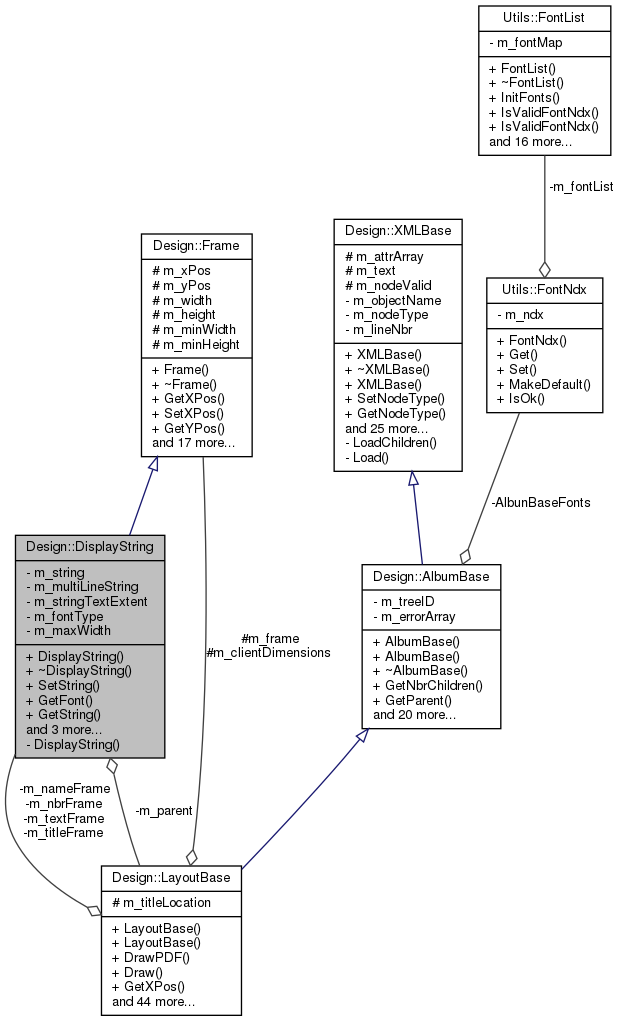 Utils::FontList
- m_fontMap
+ FontList()
+ ~FontList()
+ InitFonts()
+ IsValidFontNdx()
+ IsValidFontNdx()
and 16 more...
-m_fontList
Design::Frame
# m_xPos
# m_yPos
# m_width
# m_height
# m_minWidth
# m_minHeight
+ Frame()
+ ~Frame()
+ GetXPos()
+ SetXPos()
+ GetYPos()
and 17 more...
Design::XMLBase
# m_attrArray
# m_text
# m_nodeValid
- m_objectName
- m_nodeType
- m_lineNbr
+ XMLBase()
+ ~XMLBase()
+ XMLBase()
+ SetNodeType()
+ GetNodeType()
and 25 more...
- LoadChildren()
- Load()
Utils::FontNdx
- m_ndx
+ FontNdx()
+ Get()
+ Set()
+ MakeDefault()
+ IsOk()
-AlbunBaseFonts
Design::DisplayString
- m_string
- m_multiLineString
- m_stringTextExtent
- m_fontType
- m_maxWidth
+ DisplayString()
+ ~DisplayString()
+ SetString()
+ GetFont()
+ GetString()
and 3 more...
- DisplayString()
#m_frame
#m_clientDimensions
Design::AlbumBase
- m_treeID
- m_errorArray
+ AlbumBase()
+ AlbumBase()
+ ~AlbumBase()
+ GetNbrChildren()
+ GetParent()
and 20 more...
-m_nameFrame
-m_nbrFrame
-m_textFrame
-m_titleFrame
-m_parent
Design::LayoutBase
# m_titleLocation
+ LayoutBase()
+ LayoutBase()
+ DrawPDF()
+ Draw()
+ GetXPos()
and 44 more...